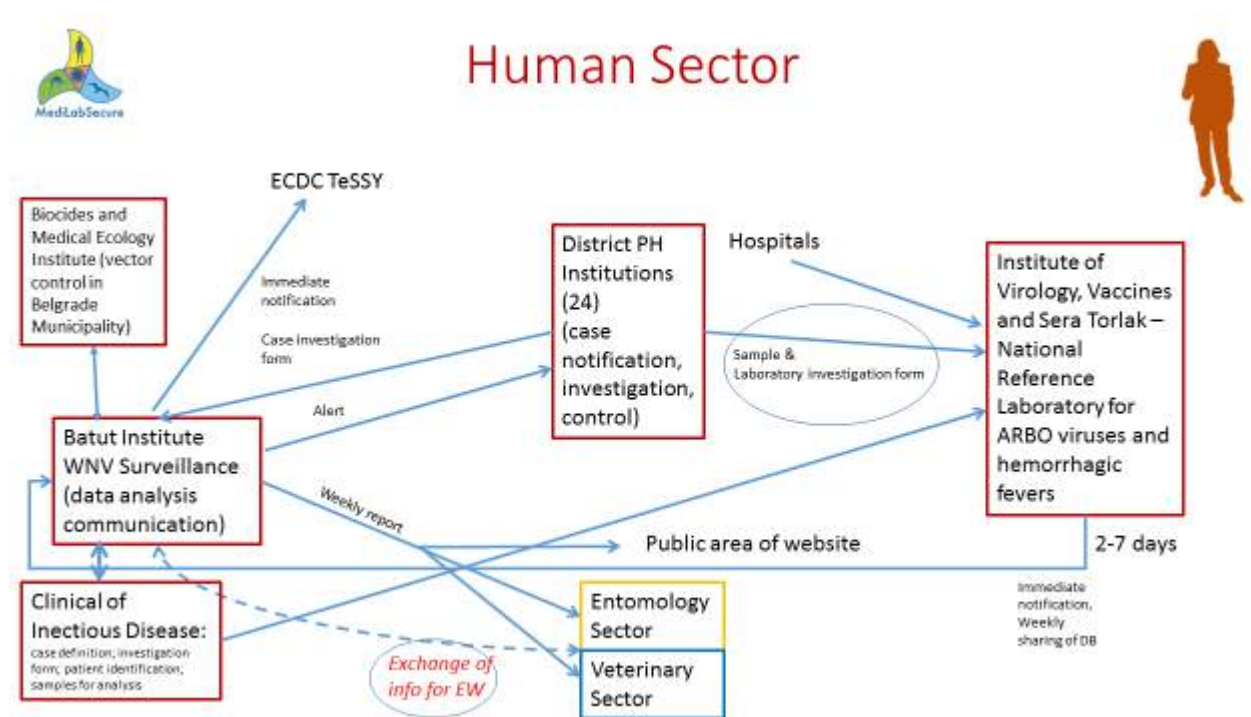 MediLabSecure
Human Sector
ECDC TeSSY
Biocides and
Medical Ecology
Institute (vector
control in
Belgrade
Municipality)
Immediate
notification
Case investigation
form
Alert
District PH
Institutions
(24)
(case
notification,
investigation,
control)
Hospitals
Sample &
Laboratory investigation form
Institute of
Virology, Vaccines
and Sera Torlak –
National
Reference
Laboratory for
ARBO viruses and
hemorrhagic
fevers
Batut Institute
WNV Surveillance
(data analysis
communication)
Weekly report
Public area of website
2-7 days
Immediate
notification,
Weekly
sharing of DB
Clinical of
Inectious Disease:
case definition; investigation
form; patient identification;
samples for analysis
Entomology
Sector
Veterinary
Sector
Exchange of
info for EW